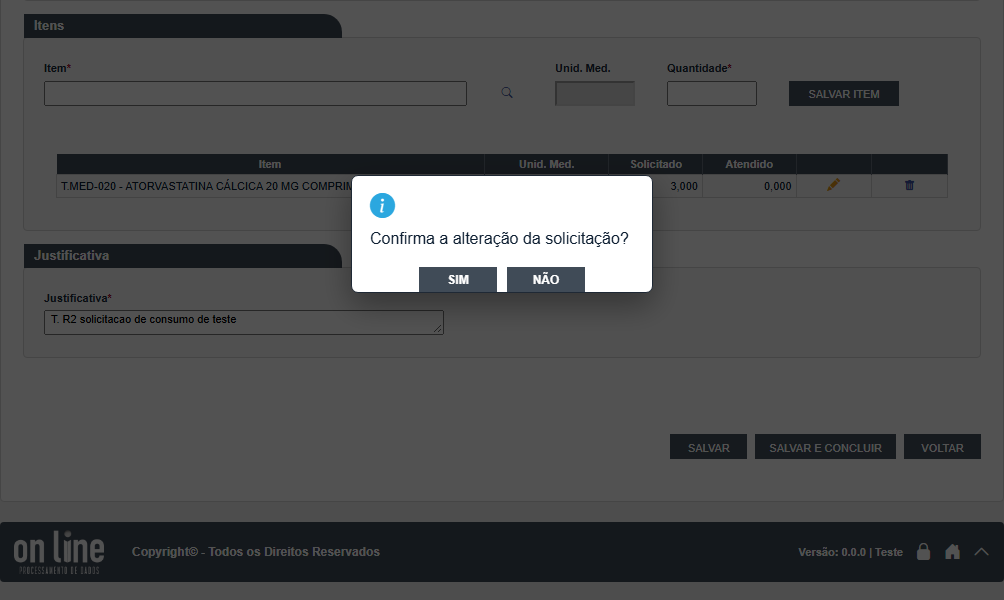 Itens
Item*
Unid. Med.
Quantidade*
SALVAR ITEM
Item
Unid. Med.
Solicitado
Atendido
T.MED-020 - ATORVASTATINA CÁLCICA 20 MG
3,000
0,000
i
Confirma a alteração da solicitação?
SIM
NÃO
Justificativa
Justificativa*
T. R2 solicitacao de consumo de teste
SALVAR
SALVAR E CONCLUIR
VOLTAR
on line
PROCESSAMENTO DE DADOS
Copyright© - Todos os Direitos Reservados
Versão: 0.0.0 | Teste